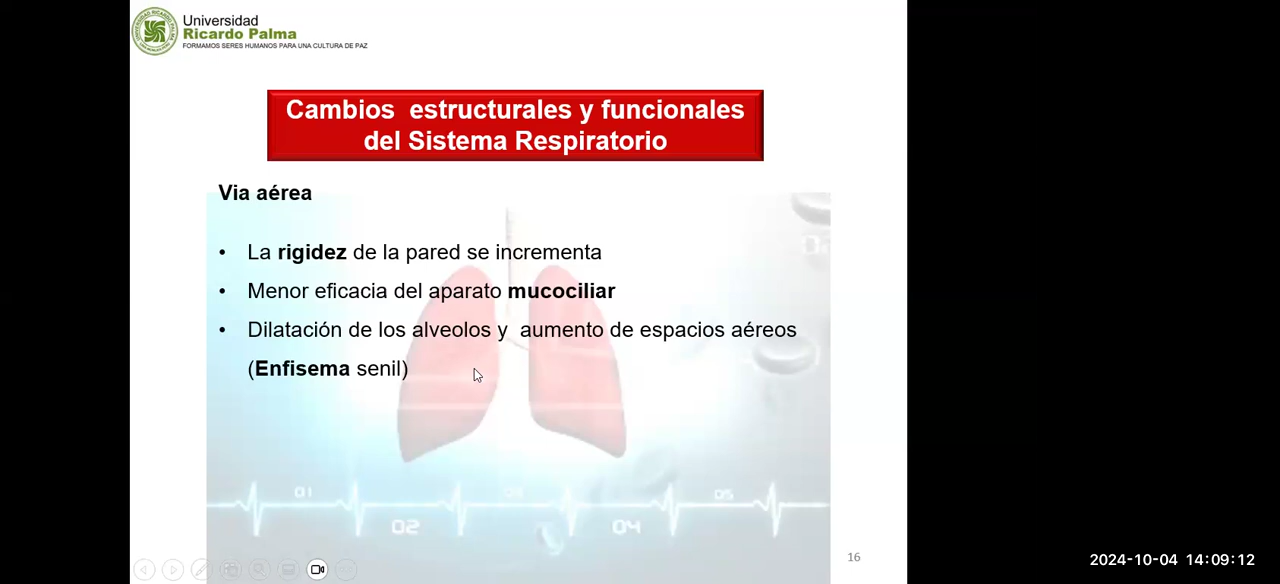 Universidad
Ricardo Palma
FORMAMOS SERES HUMANOS PARA UNA CULTURA DE PAZ
Cambios estructurales y funcionales
del Sistema Respiratorio
Via aérea
• La rigidez de la pared se incrementa
• Menor eficacia del aparato mucociliar
• Dilatación de los alveolos y aumento de espacios aéreos
(Enfisema senil)
01
02
03
04
05
16
2024-10-04 14:09:12